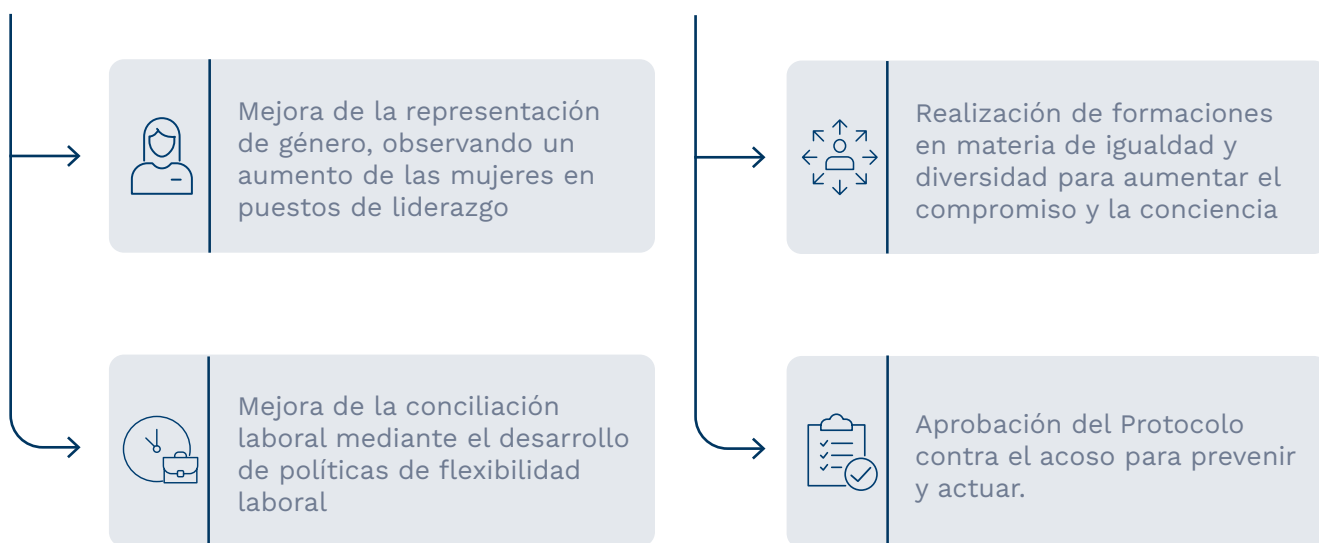 Mejora de la representación
de género, observando un
aumento de las mujeres en
puestos de liderazgo
Realización de formaciones
en materia de igualdad y
diversidad para aumentar el
compromiso y la conciencia
Mejora de la conciliación
laboral mediante el desarrollo
de políticas de flexibilidad
laboral
Aprobación del Protocolo
contra el acoso para prevenir
y actuar.